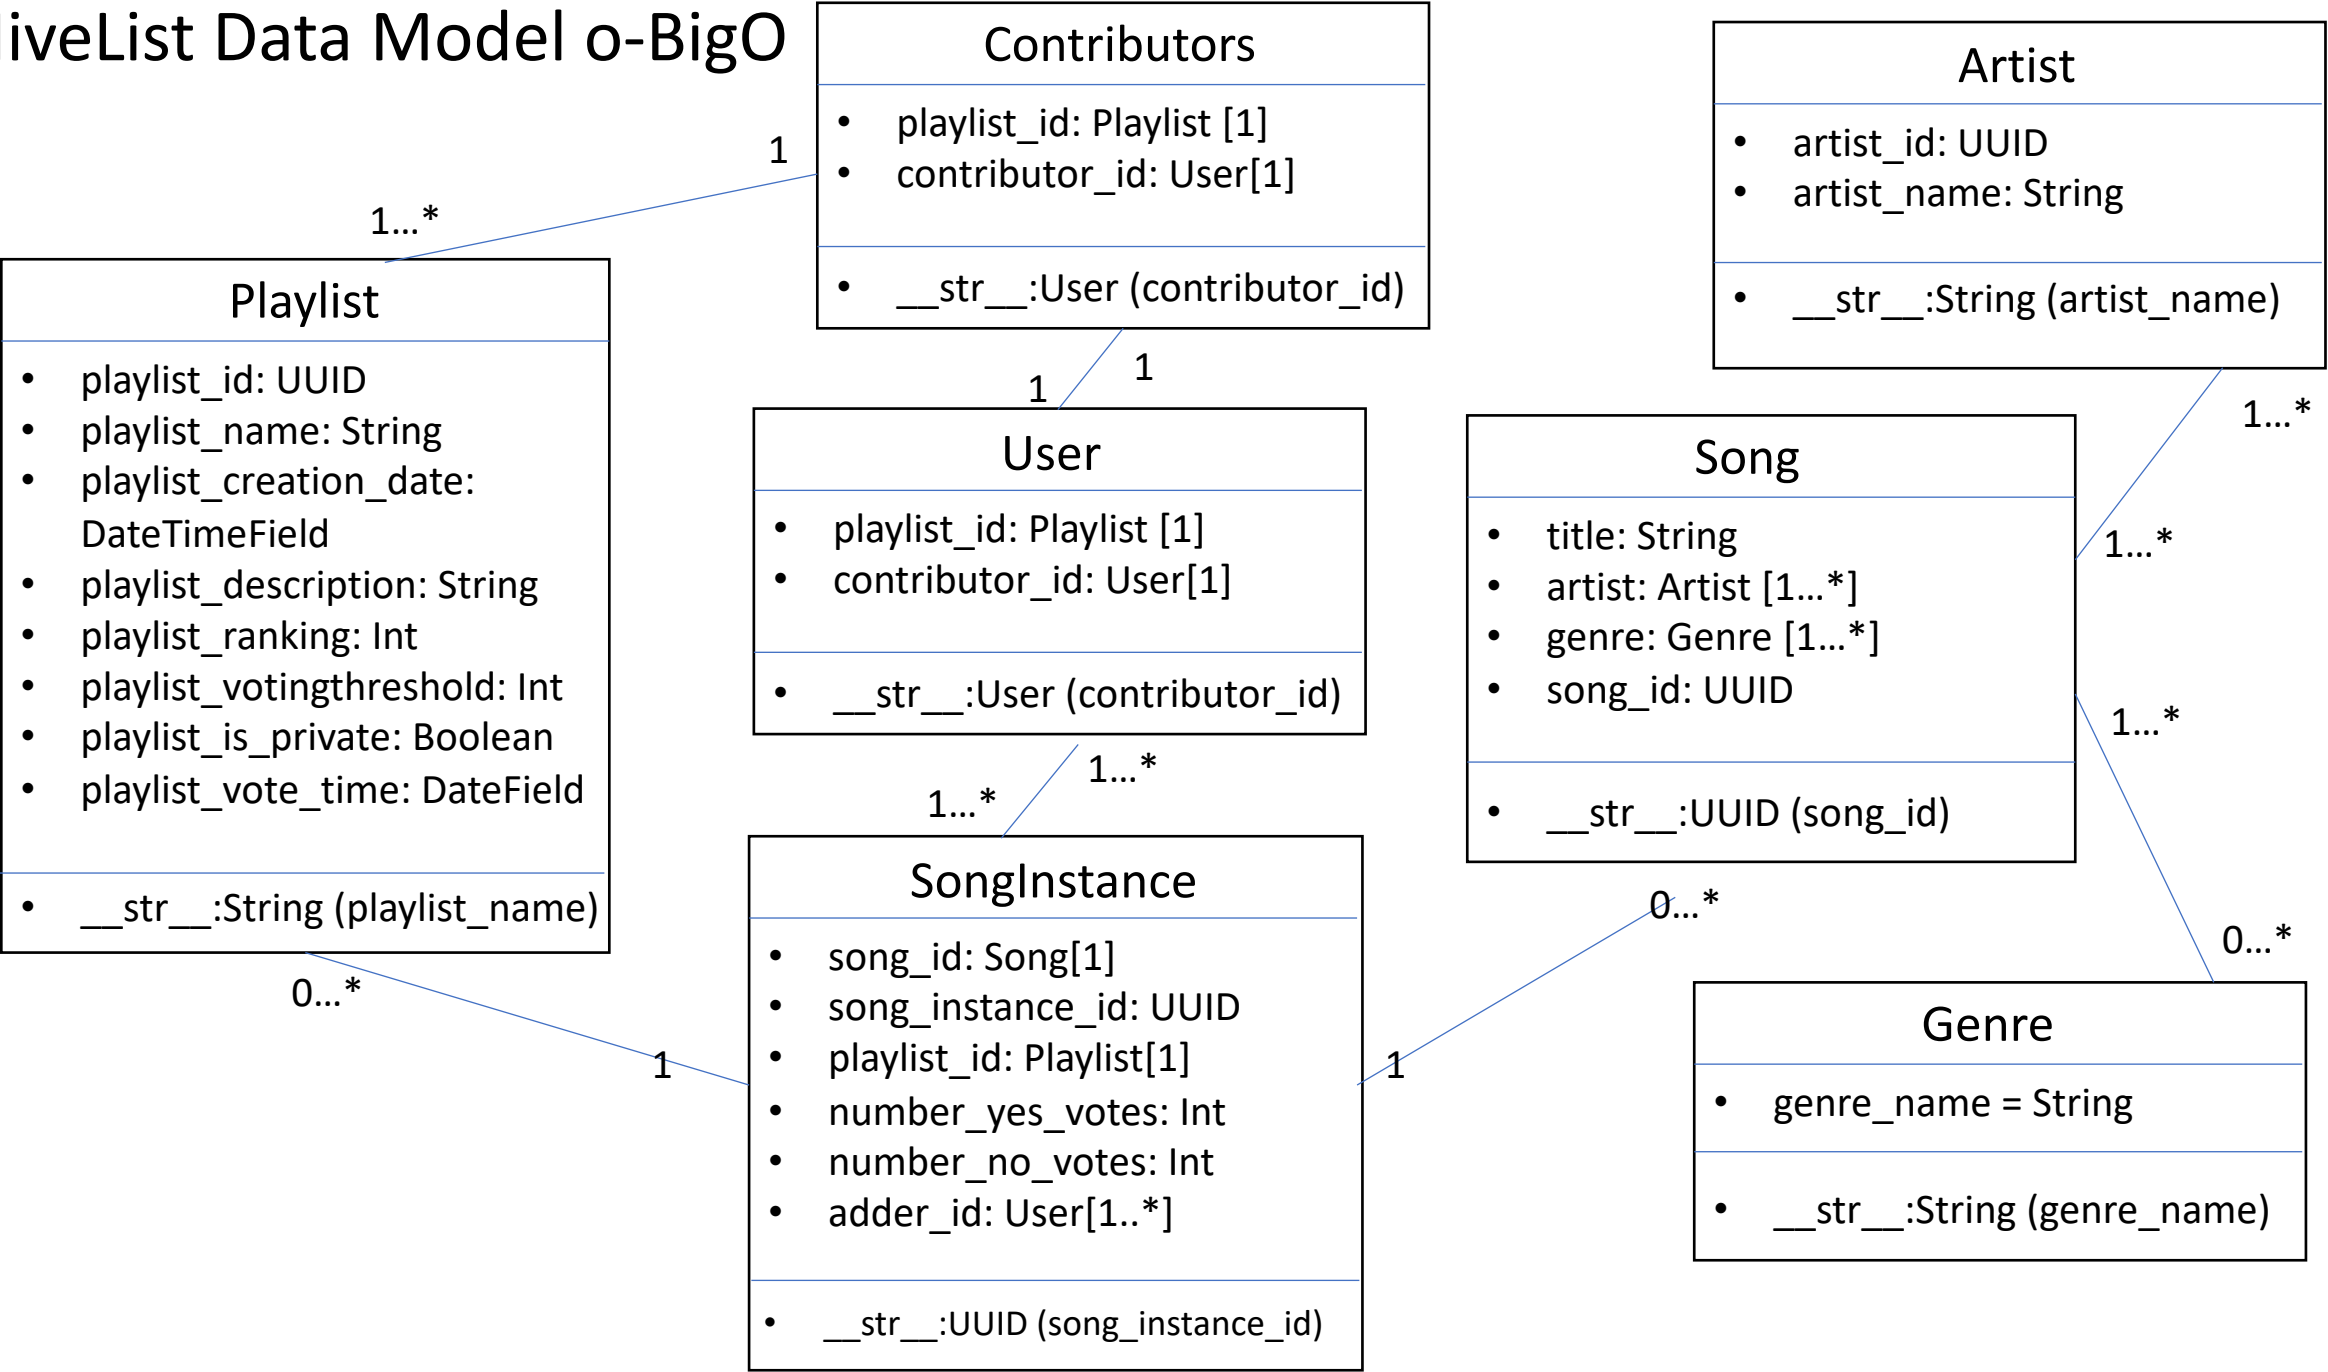 iveList Data Model o-BigO
Contributors
• playlist_id: Playlist [1]
• contributor_id: User[1]
• __str__:User (contributor_id)
Artist
• artist_id: UUID
• artist_name: String
• __str__:String (artist_name)
1
1...*
Playlist
• playlist_id: UUID
• playlist_name: String
• playlist_creation_date:
DateTimeField
• playlist_description: String
• playlist_ranking: Int
• playlist_votingthreshold: Int
• playlist_is_private: Boolean
• playlist_vote_time: DateField
• __str__:String (playlist_name)
1
1
User
• playlist_id: Playlist [1]
• contributor_id: User[1]
• __str__:User (contributor_id)
1...*
1...*
Song
• title: String
• artist: Artist [1...*]
• genre: Genre [1...*]
• song_id: UUID
• __str__:UUID (song_id)
1...*
1...*
1...*
0...*
0...*
1
SongInstance
• song_id: Song[1]
• song_instance_id: UUID
• playlist_id: Playlist[1]
• number_yes_votes: Int
• number_no_votes: Int
• adder_id: User[1..*]
• __str__:UUID (song_instance_id)
0...*
1
Genre
• genre_name = String
• __str__:String (genre_name)